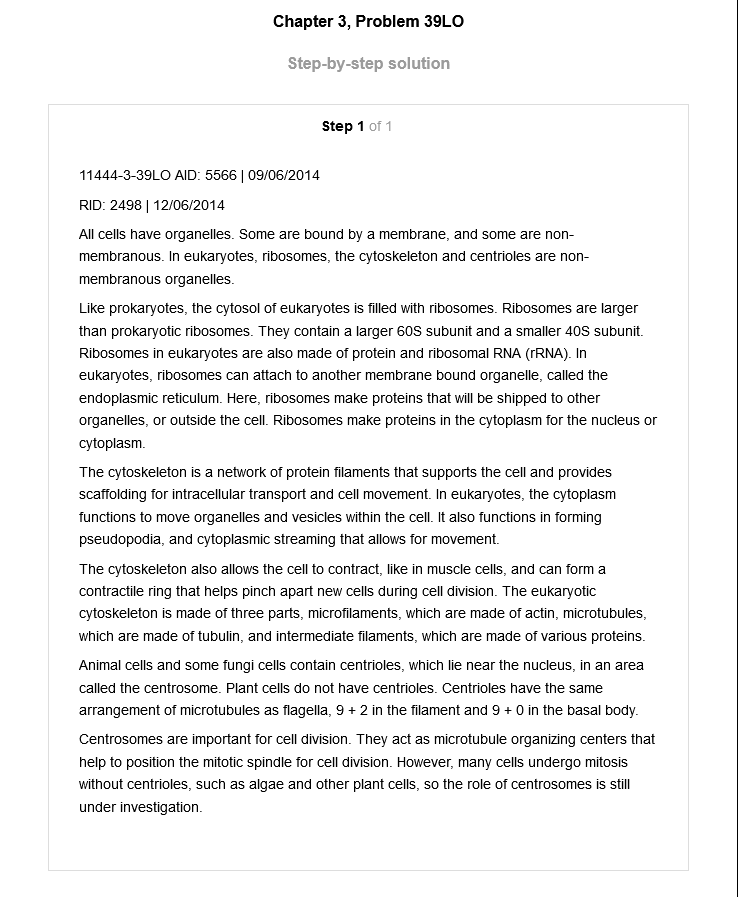 Chapter 3, Problem 39LO
Step-by-step solution
Step 1 of 1
11444-3-39LO AID: 5566 | 09/06/2014
RID: 2498 | 12/06/2014
All cells have organelles. Some are bound by a membrane, and some are non-
membranous. In eukaryotes, ribosomes, the cytoskeleton and centrioles are non-
membranous organelles.
Like prokaryotes, the cytosol of eukaryotes is filled with ribosomes. Ribosomes are larger
than prokaryotic ribosomes. They contain a larger 60S subunit and a smaller 40S subunit.
Ribosomes in eukaryotes are also made of protein and ribosomal RNA (rRNA). In
eukaryotes, ribosomes can attach to another membrane bound organelle, called the
endoplasmic reticulum. Here, ribosomes make proteins that will be shipped to other
organelles, or outside the cell. Ribosomes make proteins in the cytoplasm for the nucleus or
cytoplasm.
The cytoskeleton is a network of protein filaments that supports the cell and provides
scaffolding for intracellular transport and cell movement. In eukaryotes, the cytoplasm
functions to move organelles and vesicles within the cell. It also functions in forming
pseudopodia, and cytoplasmic streaming that allows for movement.
The cytoskeleton also allows the cell to contract, like in muscle cells, and can form a
contractile ring that helps pinch apart new cells during cell division. The eukaryotic
cytoskeleton is made of three parts, microfilaments, which are made of actin, microtubules,
which are made of tubulin, and intermediate filaments, which are made of various proteins.
Animal cells and some fungi cells contain centrioles, which lie near the nucleus, in an area
called the centrosome. Plant cells do not have centrioles. Centrioles have the same
arrangement of microtubules as flagella, 9 + 2 in the filament and 9 + 0 in the basal body.
Centrosomes are important for cell division. They act as microtubule organizing centers that
help to position the mitotic spindle for cell division. However, many cells undergo mitosis
without centrioles, such as algae and other plant cells, so the role of centrosomes is still
under investigation.